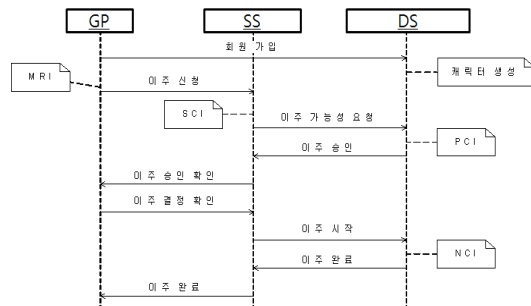 GP
SS
DS
회원 가입
MRI
캐릭터 생성
이주 신청
SCI
이주 가능성 요청
이주 승인
PCI
이주 승인 확인
이주 결정 확인
이주 시작
이주 완료
NCI
이주 완료